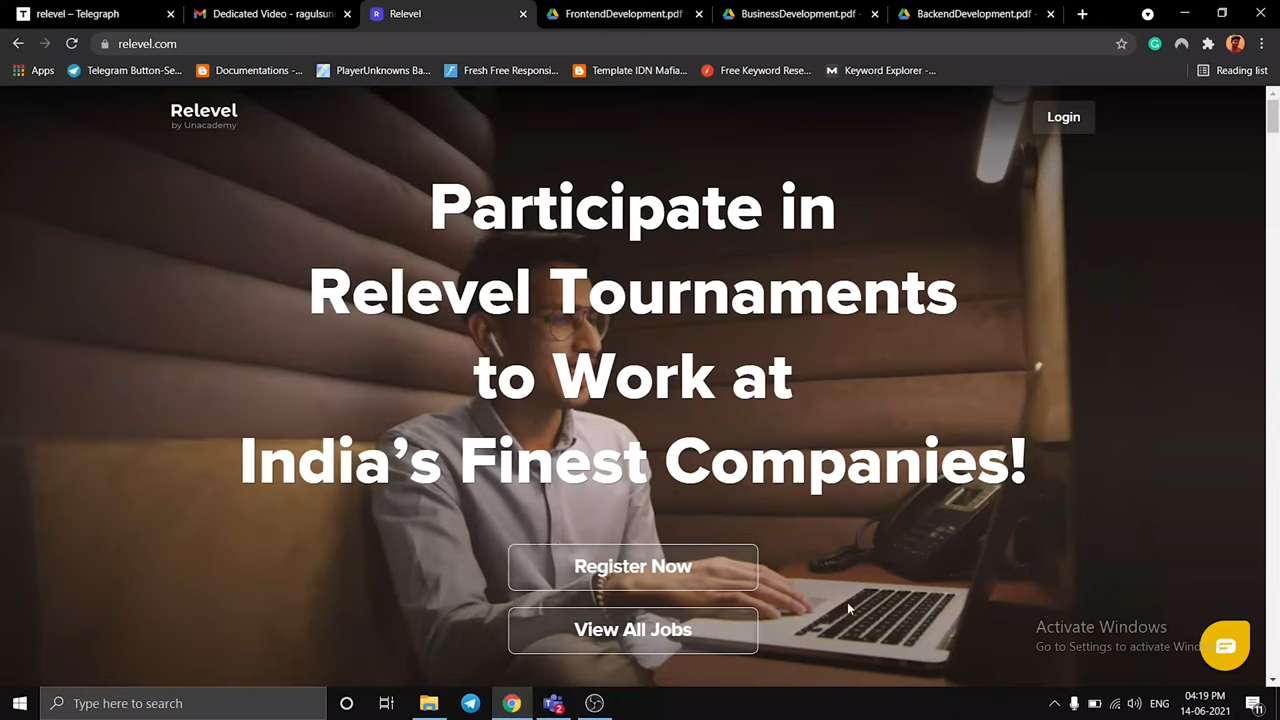 relevel – Telegraph
Dedicated Video - ragulsun
Relevel
FrontendDevelopment.pdf -
BusinessDevelopment.pdf -
BackendDevelopment.pdf -
relevel.com
Apps
Telegram Button-Se...
Documentations -...
PlayerUnknowns Ba...
Fresh Free Responsi...
Template IDN Mafia...
Free Keyword Rese...
Keyword Explorer -...
Reading list
Relevel
by Unacademy
Login
Participate in
Relevel Tournaments
to Work at
India’s Finest Companies!
Register Now
View All Jobs
Activate Windows
Go to Settings to activate Wind
Type here to search
2
ENG
04:19 PM
14-06-2021
11